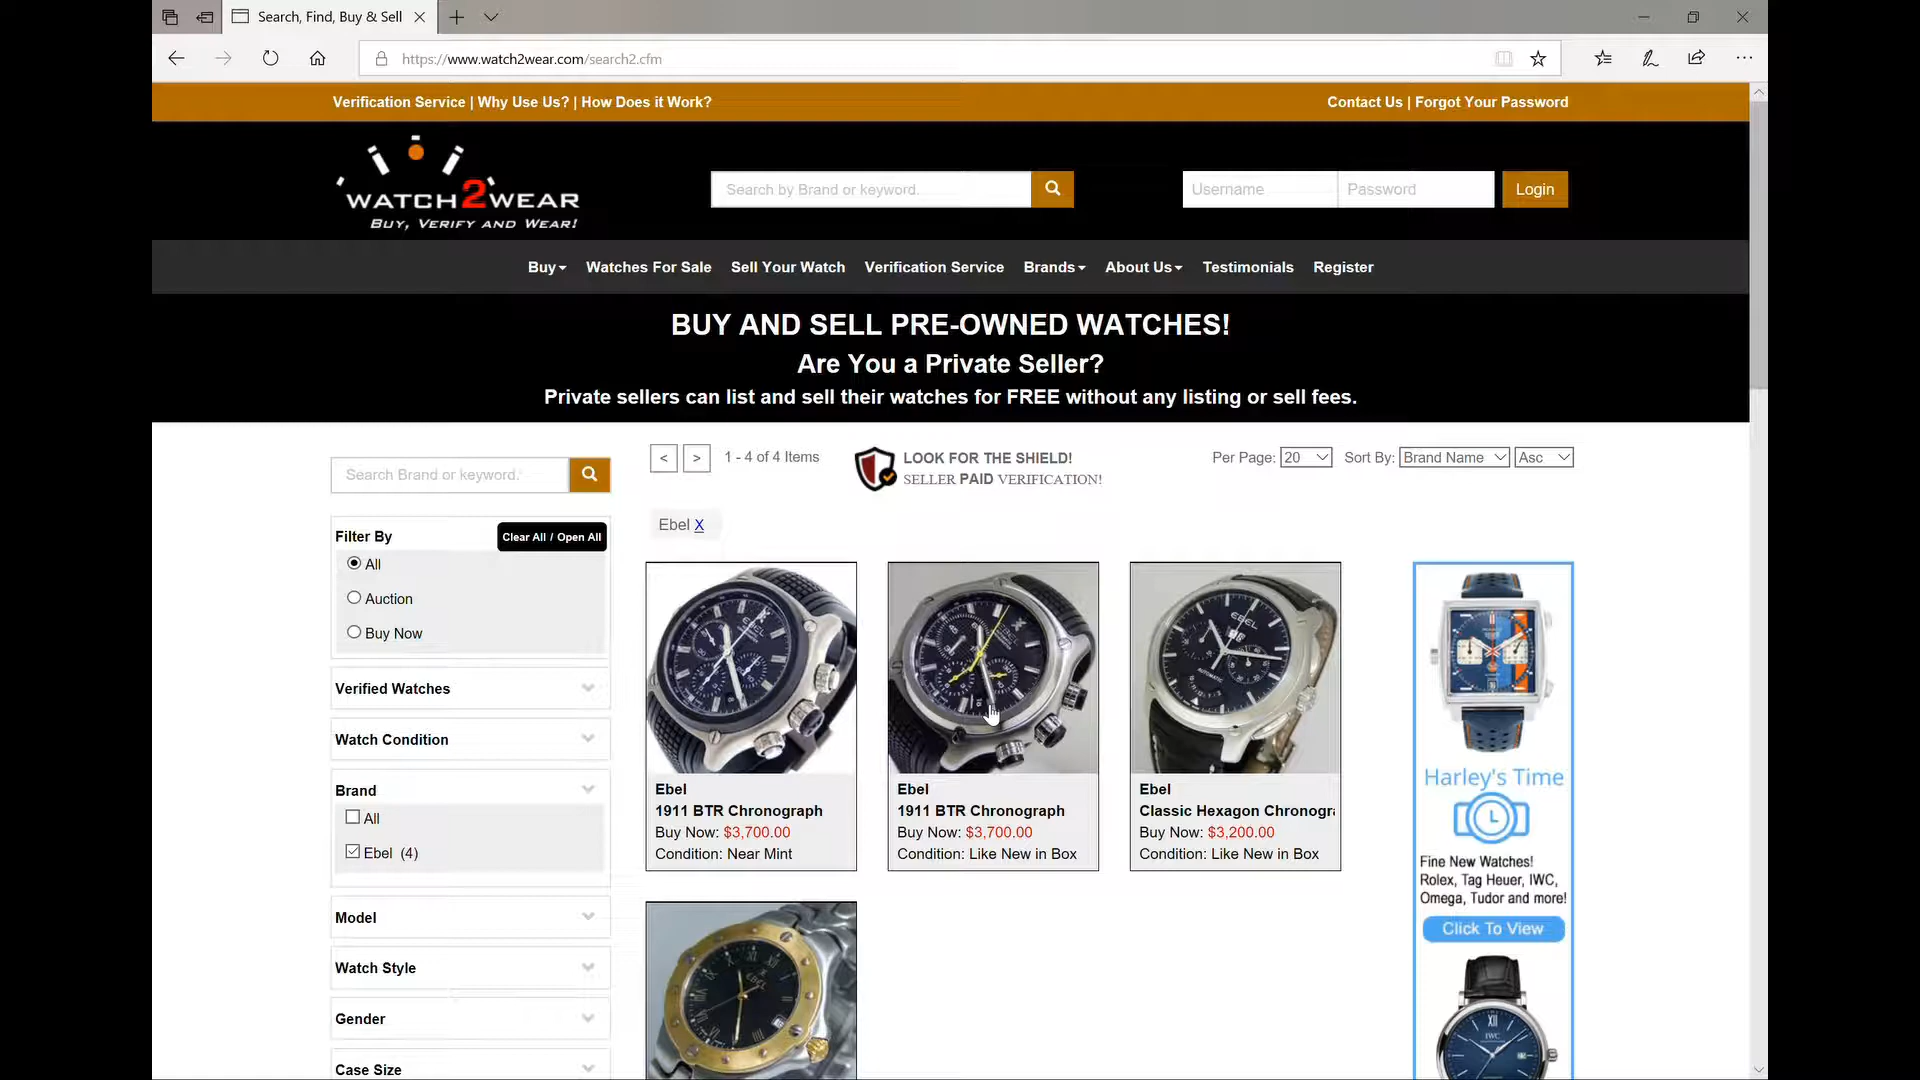 Search, Find, Buy & Sell
https://www.watch2wear.com/search2.cfm
Verification Service | Why Use Us? | How Does it Work?
Contact Us | Forgot Your Password
WATCH2WEAR
BUY, VERIFY AND WEAR!
Search by Brand or keyword.
Username
Password
Login
Buy
Watches For Sale
Sell Your Watch
Verification Service
Brands
About Us
Testimonials
Register
BUY AND SELL PRE-OWNED WATCHES!
Are You a Private Seller?
Private sellers can list and sell their watches for FREE without any listing or sell fees.
Search Brand or keyword.*
< > 1 - 4 of 4 Items
LOOK FOR THE SHIELD!
SELLER PAID VERIFICATION!
Per Page: 20
Sort By: Brand Name
Asc
Filter By
Clear All / Open All
All
Auction
Buy Now
Verified Watches
Watch Condition
Brand
All
Ebel (4)
Model
Watch Style
Gender
Case Size
Ebel X
EBEL
Ebel
1911 BTR Chronograph
Buy Now: $3,700.00
Condition: Near Mint
EBEL
Ebel
1911 BTR Chronograph
Buy Now: $3,700.00
Condition: Like New in Box
EBEL
AUTOMATIC
Ebel
Classic Hexagon Chronogra
Buy Now: $3,200.00
Condition: Like New in Box
EBEL
Harley's Time
Fine New Watches!
Rolex, Tag Heuer, IWC,
Omega, Tudor and more!
Click To View
XII
IWC